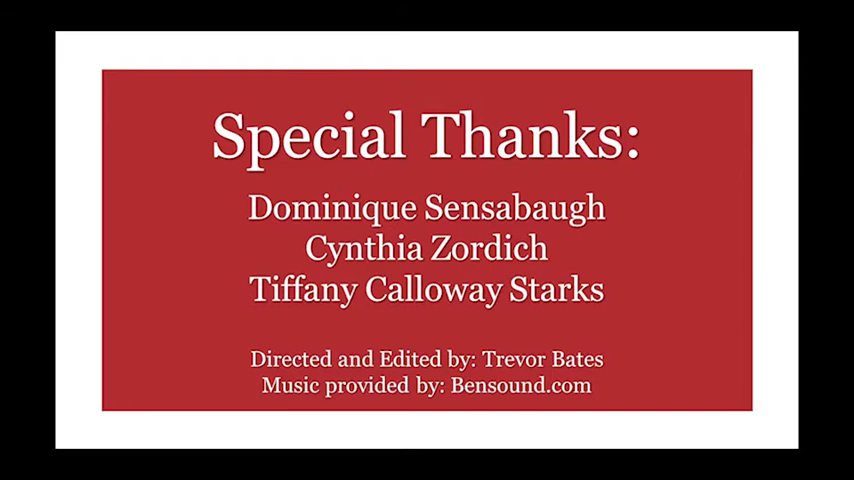 Special Thanks:
Dominique Sensabaugh
Cynthia Zordich
Tiffany Calloway Starks
Directed and Edited by: Trevor Bates
Music provided by: Bensound.com